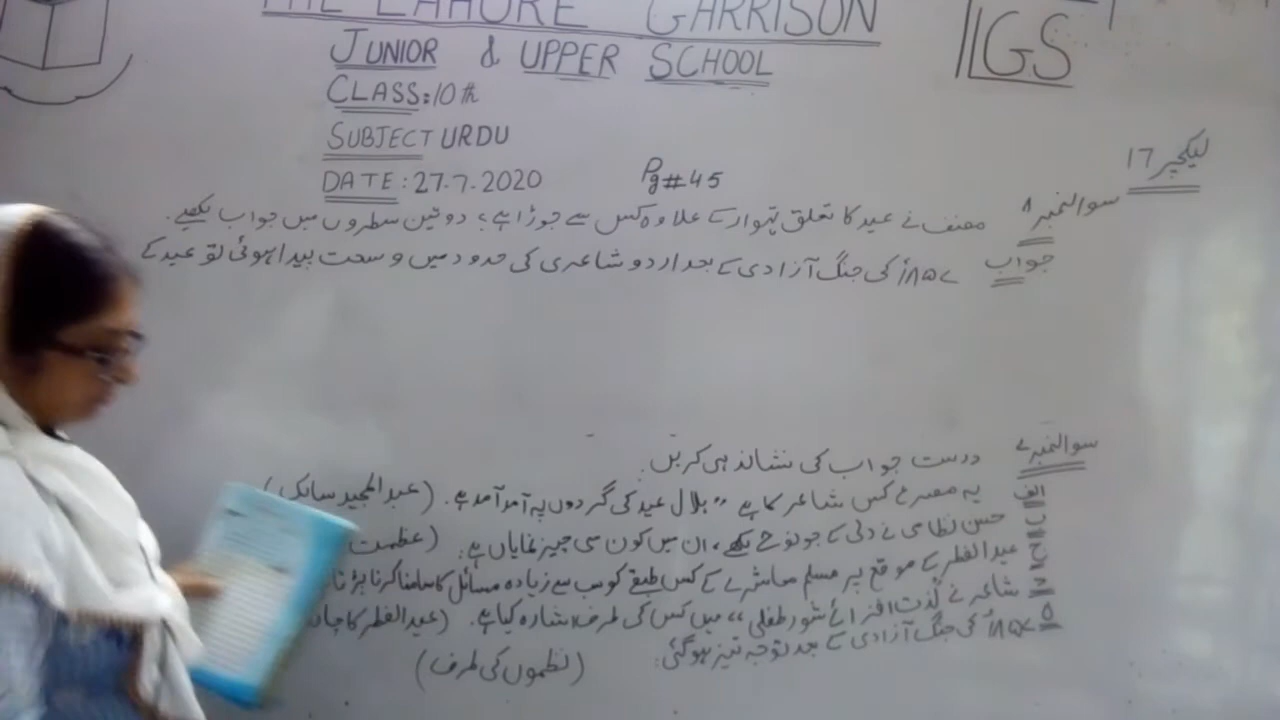 THE LAHORE GARRISON
LGS
JUNIOR & UPPER SCHOOL
CLASS: 10th
SUBJECT URDU
DATE: 27.7.2020
Pg# 45
لیکچر 17
سوال نمبر ۸ مصنف نے عید کا تعلق تہوار کے علاوہ کس سے جوڑا ہے؛ دو تین سطروں میں جواب لکھیے۔
جواب ۱۸۵۷ء کی جنگ آزادی کے بعد اردو شاعری کی حدود میں وسعت پیدا ہوئی تو عید کے
سوال نمبر ۷ درست جواب کی نشاندہی کریں۔
الف یہ مصرع کس شاعر کا ہے " ہلال عید کی گردوں پہ آمد آمد ہے۔ (عبدالمجید سالک)
ب حسن نظامی نے دلی کے جو نوحے لکھے، ان میں کون سی چیز نمایاں ہے: (عظمت
ج عیدالفطر کے موقع پر مسلم معاشرے کے کس طبقے کو سب سے زیادہ مسائل کا سامنا کرنا پڑتا
د شاعر نے لذت افزائے شور طفلی ،، میں کس کی طرف اشارہ کیا ہے۔ (عیدالفطر کا چاند
ہ ۱۸۵۷ء کی جنگ آزادی کے بعد توجہ تیز ہوگئی: (نظموں کی طرف)